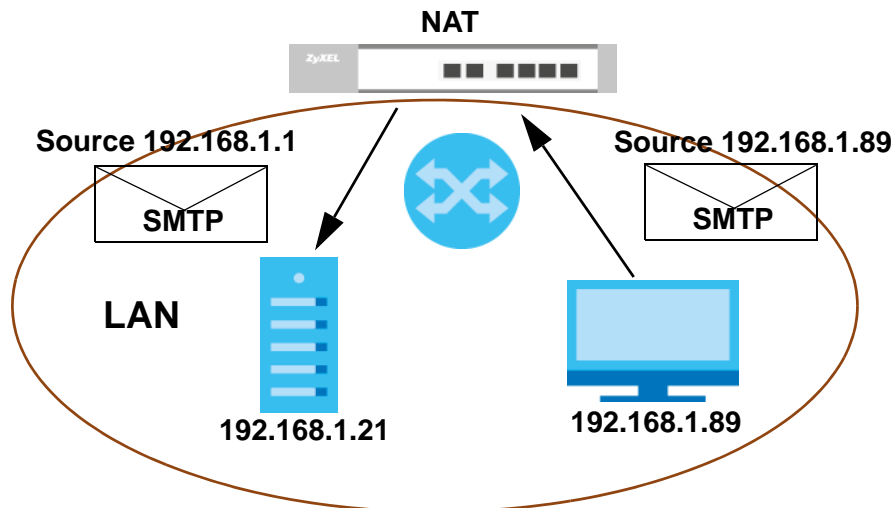 NAT
ZyXEL
Source 192.168.1.1
Source 192.168.1.89
SMTP
SMTP
LAN
192.168.1.21
192.168.1.89